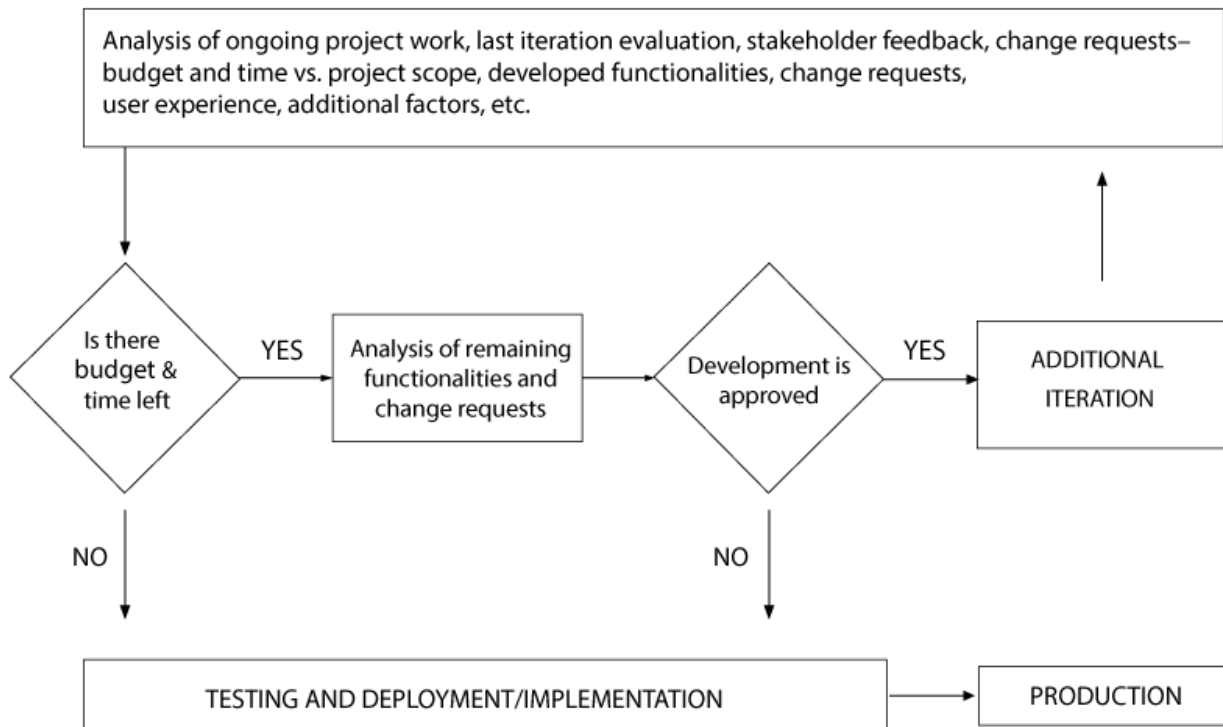 Analysis of ongoing project work, last iteration evaluation, stakeholder feedback, change requests–
budget and time vs. project scope, developed functionalities, change requests,
user experience, additional factors, etc.
Is there
budget &
time left
YES
Analysis of remaining
functionalities and
change requests
Development is
approved
YES
ADDITIONAL
ITERATION
NO
NO
TESTING AND DEPLOYMENT/IMPLEMENTATION
PRODUCTION